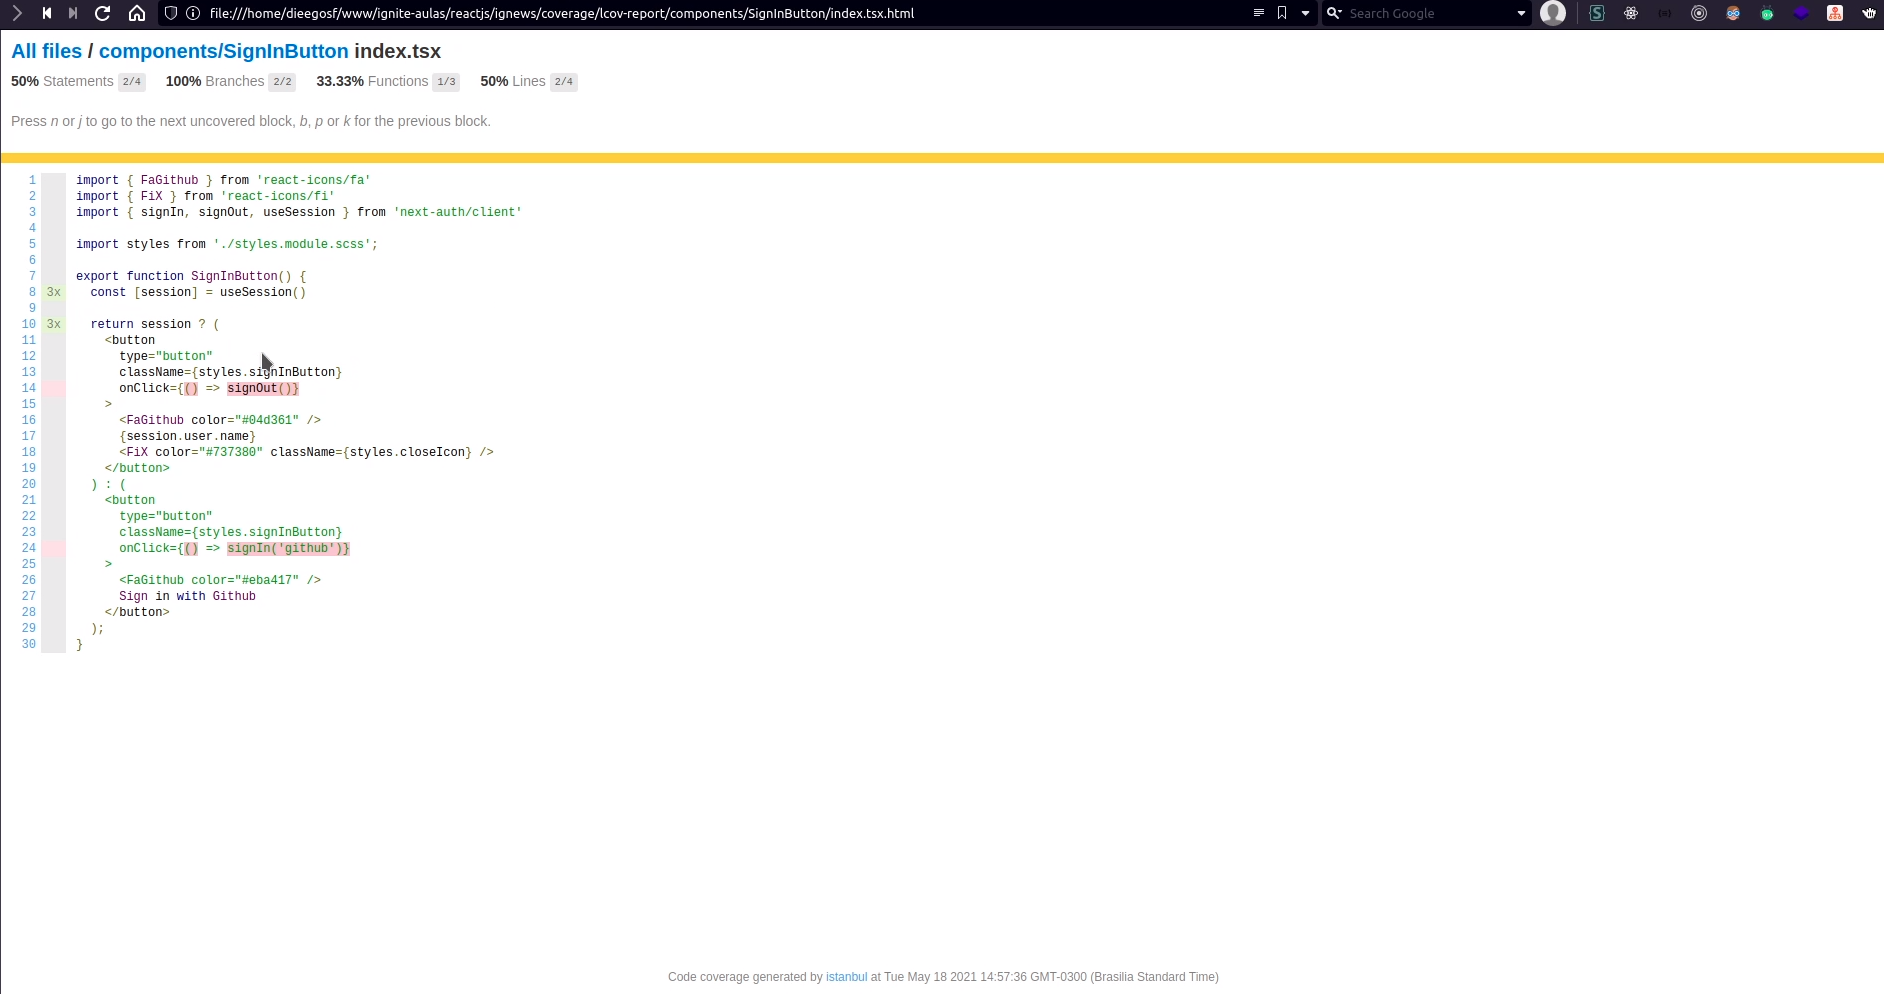 file:///home/dieegosf/www/ignite-aulas/reactjs/ignews/coverage/lcov-report/components/SignInButton/index.tsx.html
Search Google
All files / components/SignInButton index.tsx
50% Statements 2/4 100% Branches 2/2 33.33% Functions 1/3 50% Lines 2/4
Press n or j to go to the next uncovered block, b, p or k for the previous block.
1 import { FaGithub } from 'react-icons/fa'
2 import { FiX } from 'react-icons/fi'
3 import { signIn, signOut, useSession } from 'next-auth/client'
4
5 import styles from './styles.module.scss';
6
7 export function SignInButton() {
8 3x const [session] = useSession()
9
10 3x return session ? (
11 <button
12 type="button"
13 className={styles.signInButton}
14 onClick={() => signOut()}
15 >
16 <FaGithub color="#04d361" />
17 {session.user.name}
18 <FiX color="#737380" className={styles.closeIcon} />
19 </button>
20 ) : (
21 <button
22 type="button"
23 className={styles.signInButton}
24 onClick={() => signIn('github')}
25 >
26 <FaGithub color="#eba417" />
27 Sign in with Github
28 </button>
29 );
30 }
Code coverage generated by istanbul at Tue May 18 2021 14:57:36 GMT-0300 (Brasilia Standard Time)